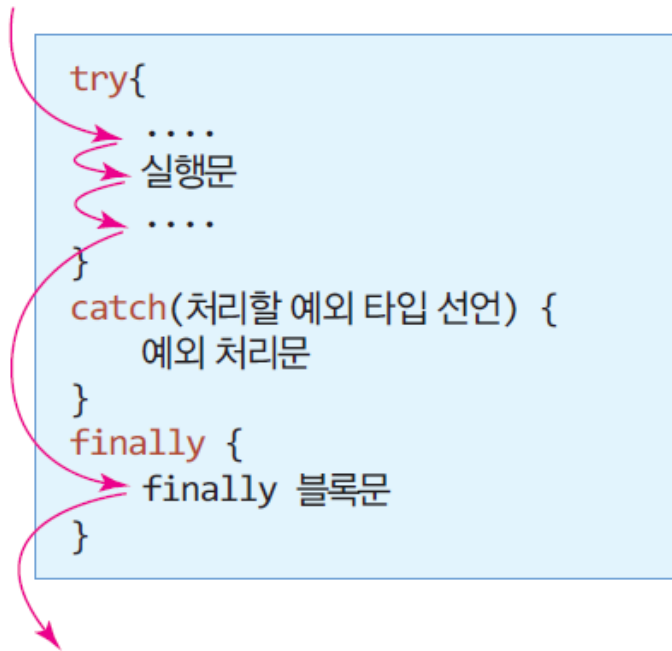 try{
....
실행문
....
}
catch(처리할 예외 타입 선언) {
예외 처리문
}
finally {
finally 블록문
}